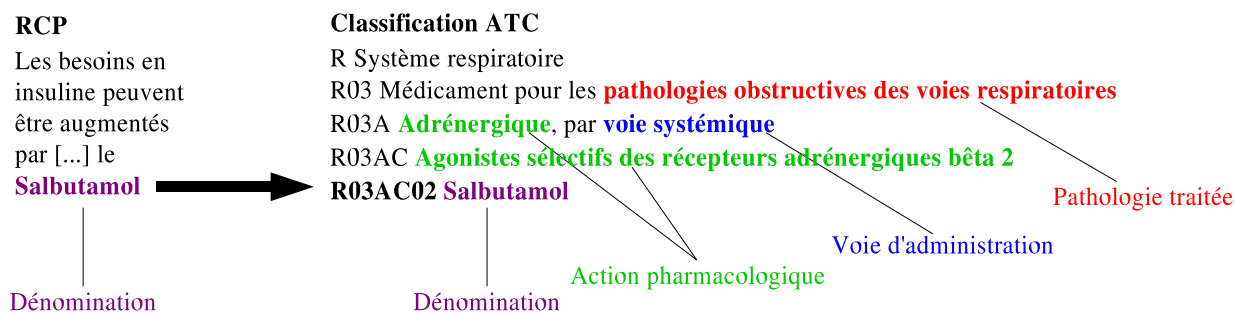 RCP
Les besoins en
insuline peuvent
être augmentés
par [...] le
Salbutamol
Dénomination
Classification ATC
R Système respiratoire
R03 Médicament pour les pathologies obstructives des voies respiratoires
R03A Adrénergique, par voie systémique
R03AC Agonistes sélectifs des récepteurs adrénergiques bêta 2
R03AC02 Salbutamol
Pathologie traitée
Voie d'administration
Action pharmacologique
Dénomination